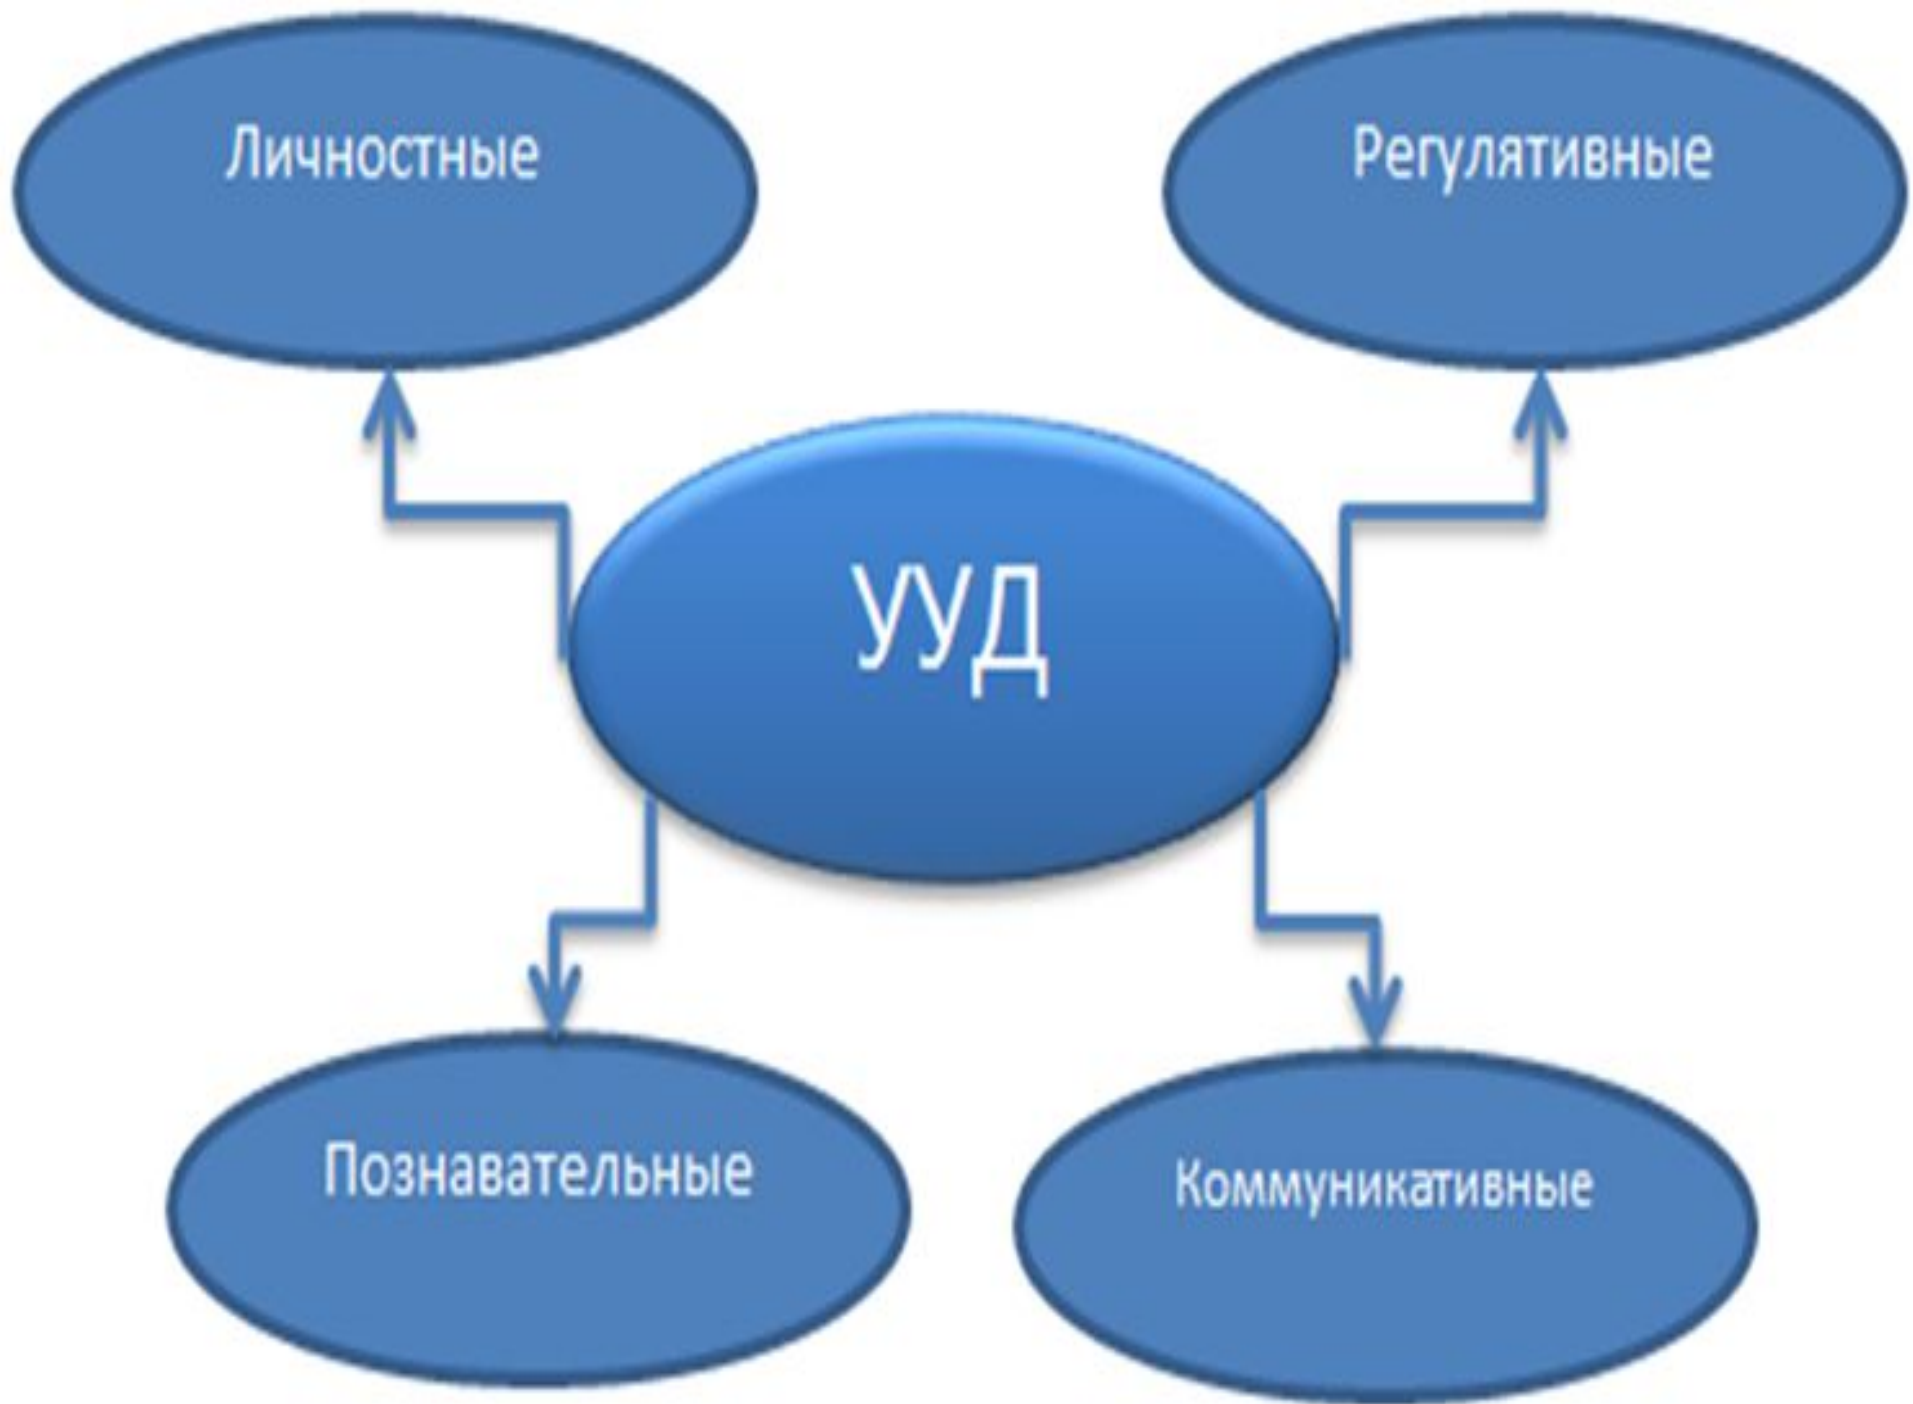 Личностные
Регулятивные
УУД
Познавательные
Коммуникативные